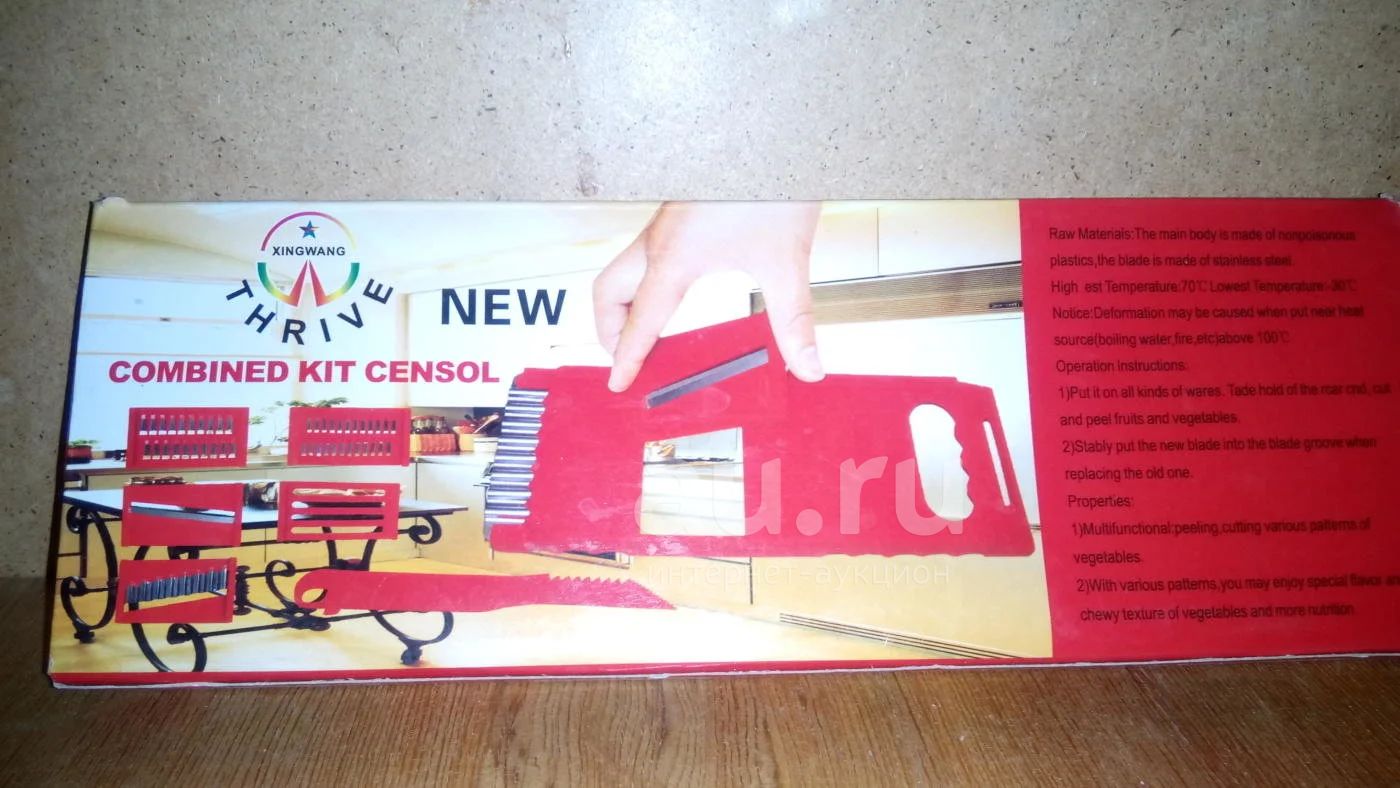 XINGWANG
THRIVE
NEW
COMBINED KIT CENSOL
Raw Materials:The main body is made of nonpoisonous
plastics,the blade is made of stainless steel.
High est Temperature:70℃ Lowest Temperature:-30℃
Notice:Deformation may be caused when put near heat
source(boiling water,fire,etc)above 100℃
Operation Instructions:
1)Put it on all kinds of wares. Tade hold of the rear end, cut
and peel fruits and vegetables.
2)Stably put the new blade into the blade groove when
replacing the old one.
Properties:
1)Multifunctional:peeling,cutting various patterns of
vegetables.
2)With various patterns,you may enjoy special flavor
chewy texture of vegetables and more nutrition.
au.ru
интернет-аукцион